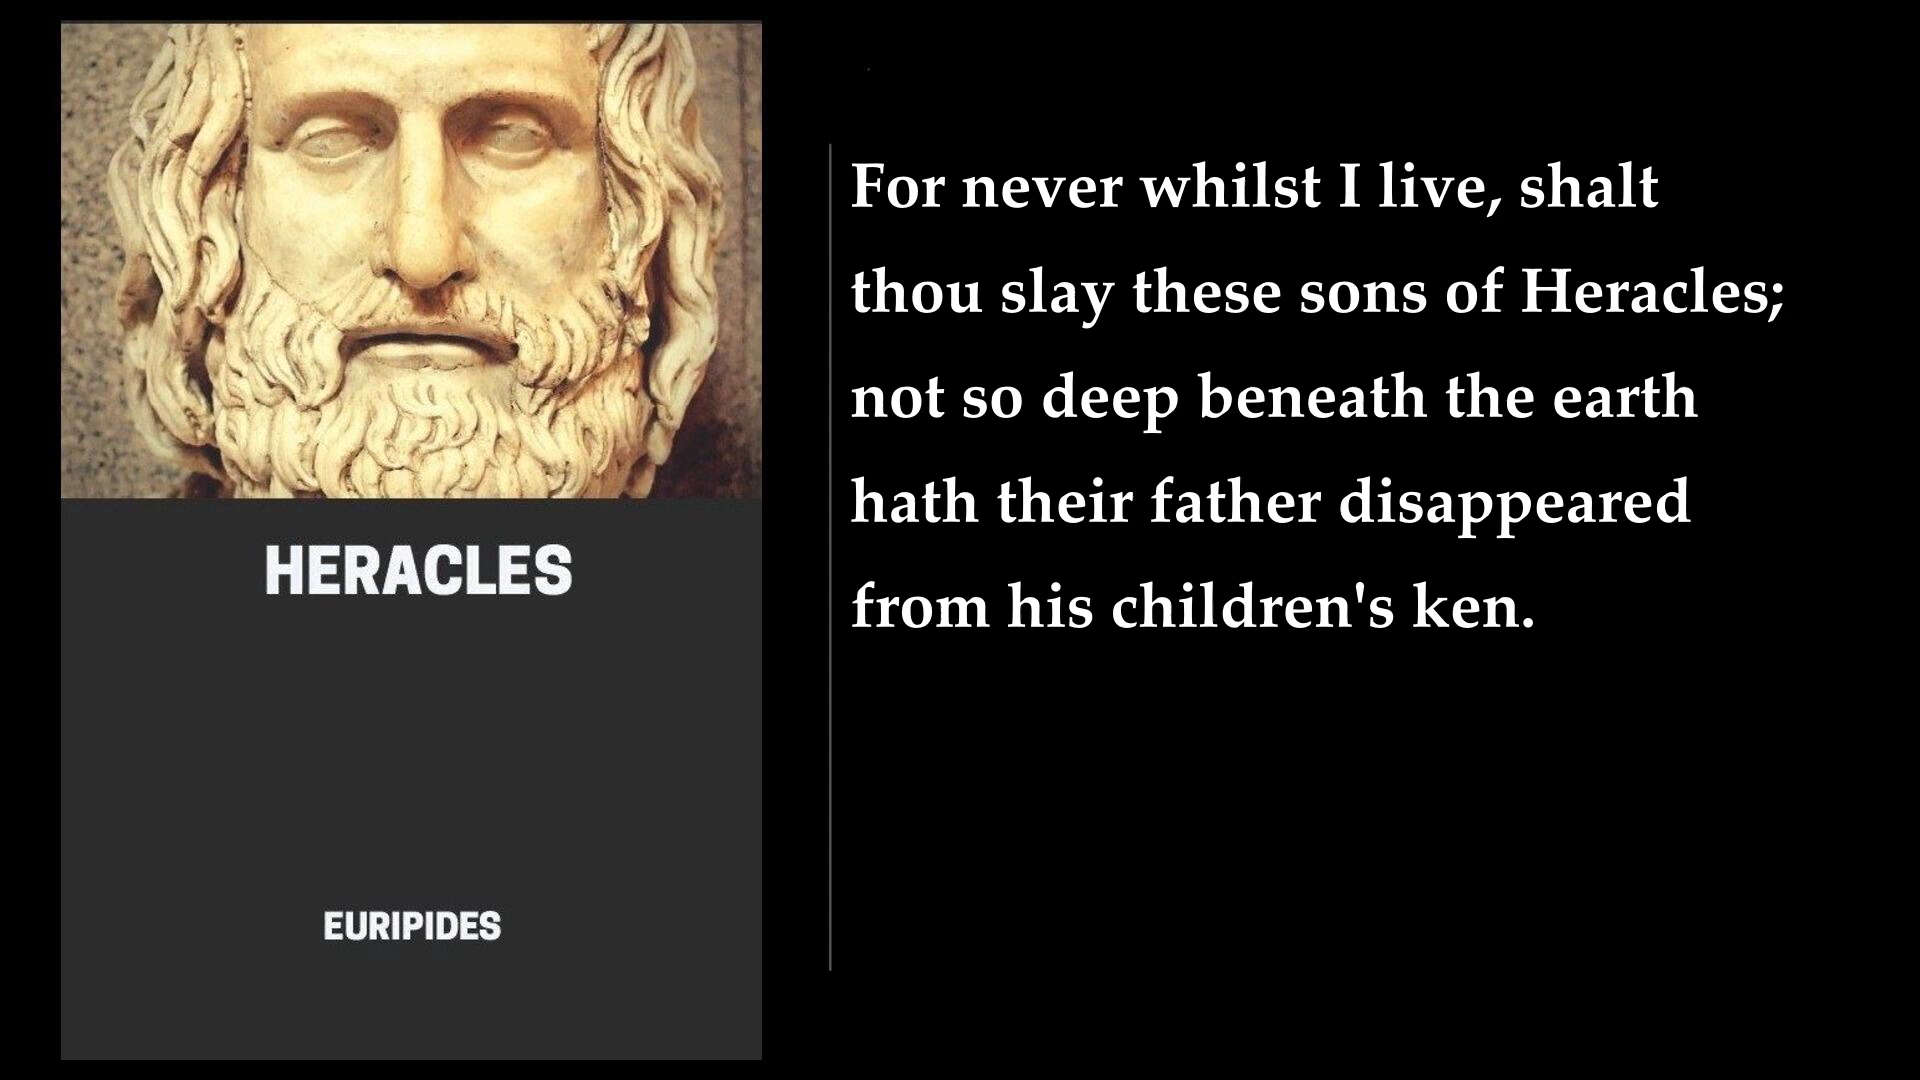 HERACLES
EURIPIDES
For never whilst I live, shalt
thou slay these sons of Heracles;
not so deep beneath the earth
hath their father disappeared
from his children's ken.